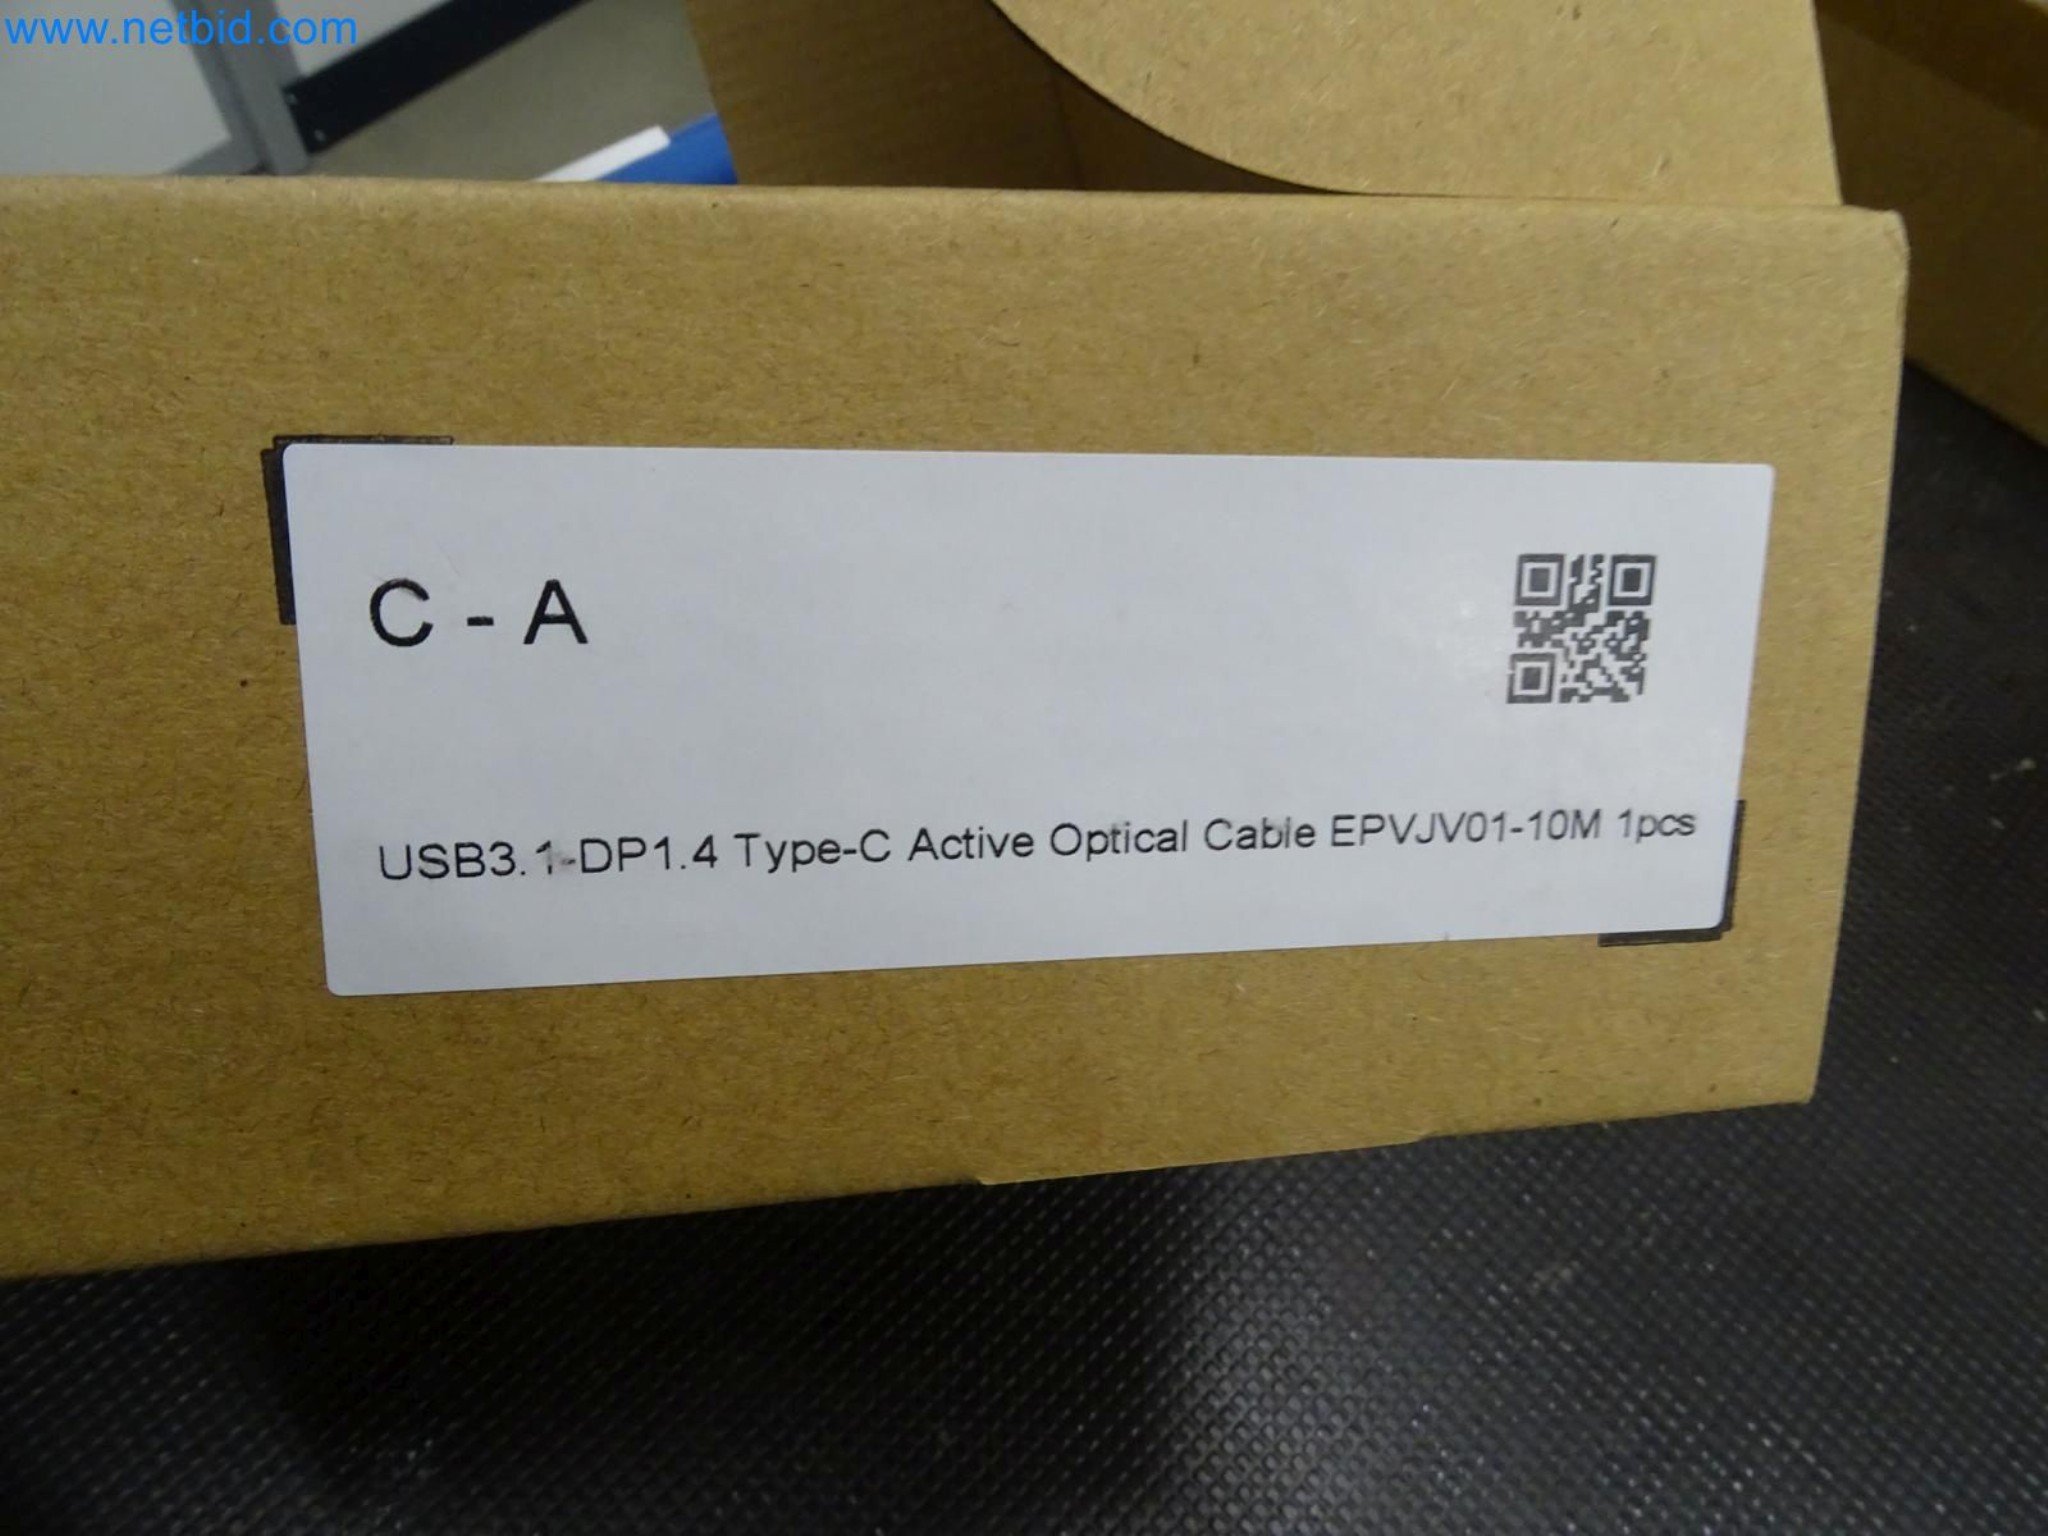 www.netbid.com
C - A
USB3.1-DP1.4 Type-C Active Optical Cable EPVJV01-10M 1pcs